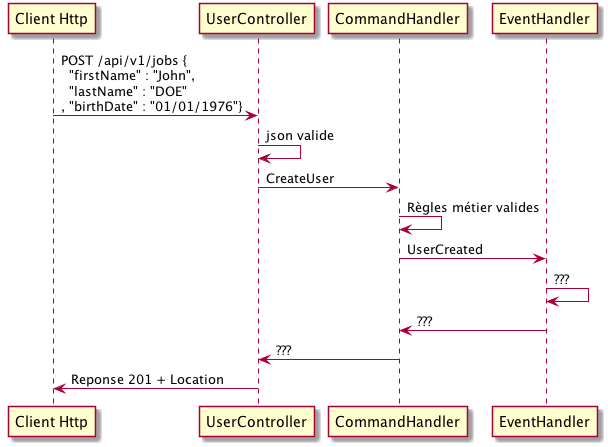 Client Http
UserController
CommandHandler
EventHandler
POST /api/v1/jobs {
"firstName" : "John",
"lastName" : "DOE"
, "birthDate" : "01/01/1976"}
json valide
CreateUser
Règles métier valides
UserCreated
???
???
???
Reponse 201 + Location
Client Http
UserController
CommandHandler
EventHandler